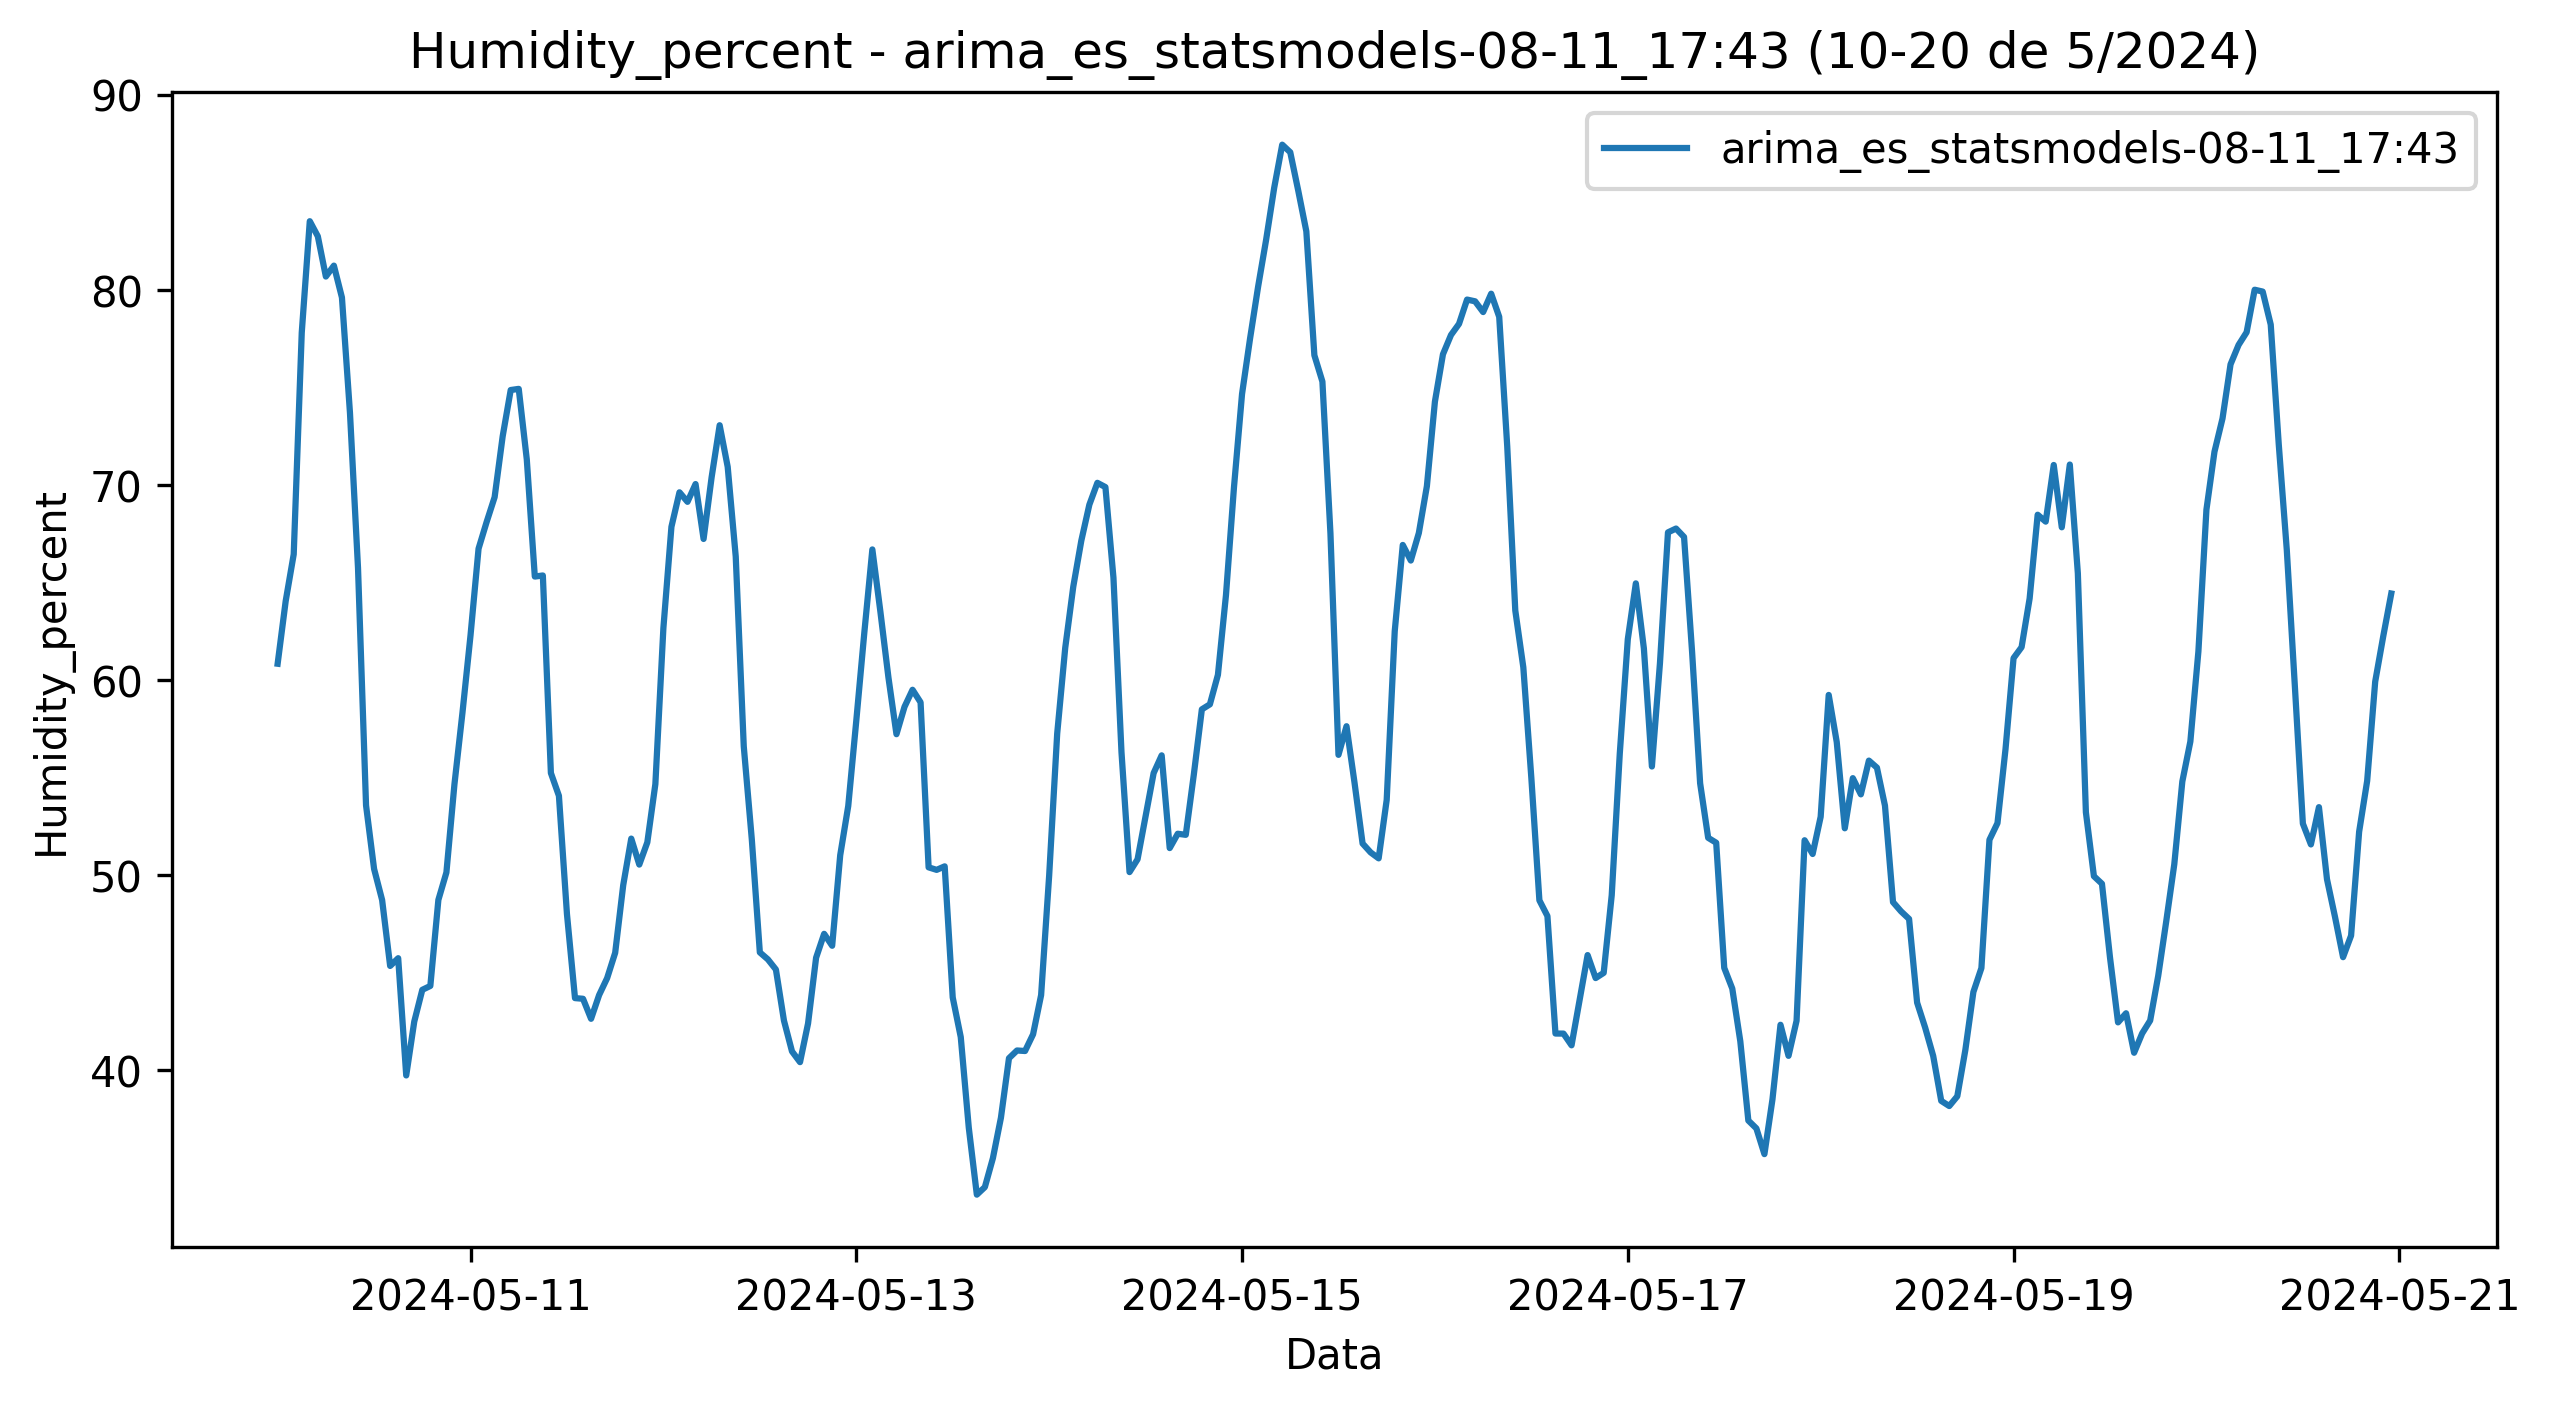 Humidity_percent - arima_es_statsmodels-08-11_17:43 (10-20 de 5/2024)
arima_es_statsmodels-08-11_17:43
Humidity_percent
90
80
70
60
50
40
2024-05-11 2024-05-13 2024-05-15 2024-05-17 2024-05-19 2024-05-21
Data